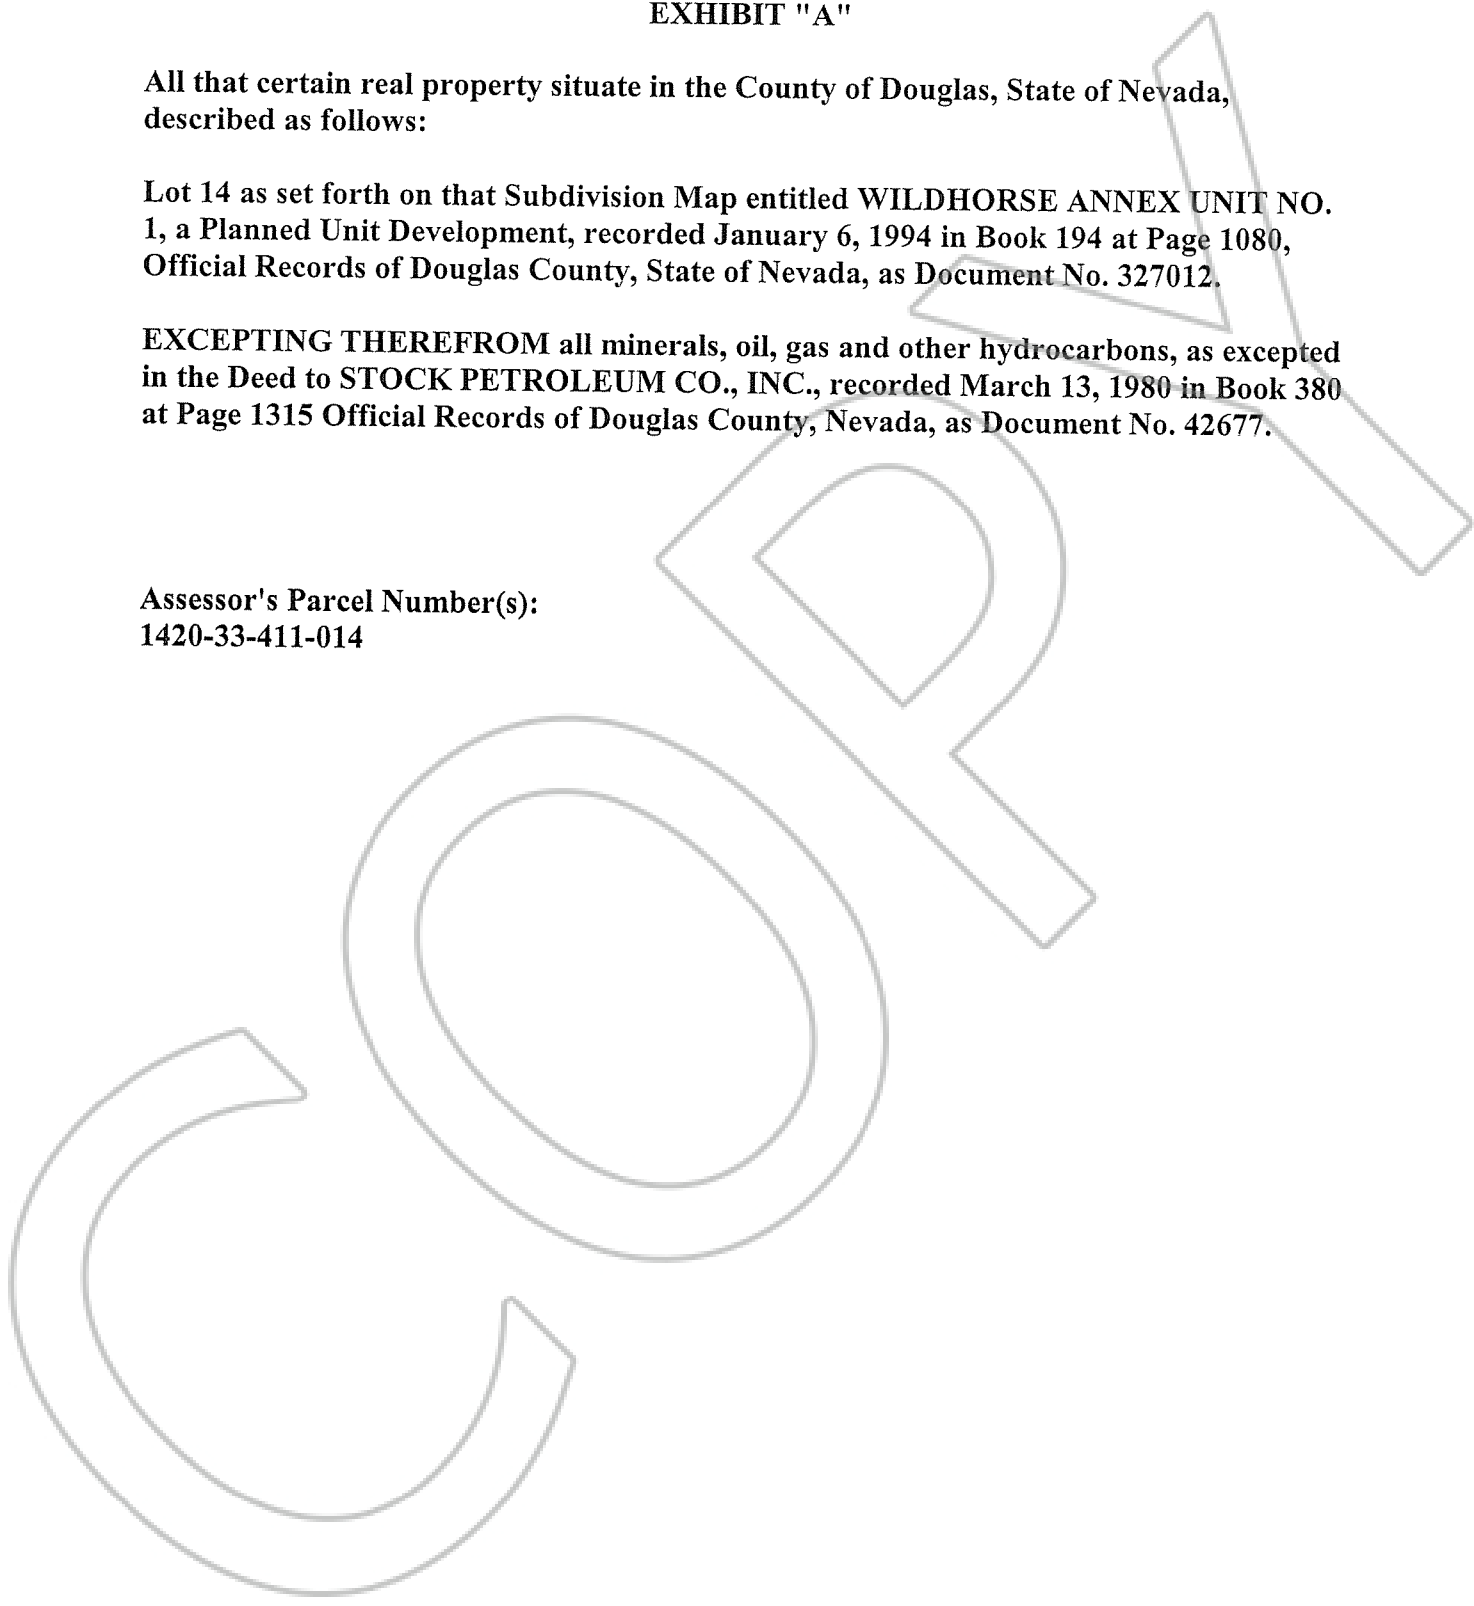 EXHIBIT "A"
All that certain real property situate in the County of Douglas, State of Nevada,
described as follows:
Lot 14 as set forth on that Subdivision Map entitled WILDHORSE ANNEX UNIT NO.
1, a Planned Unit Development, recorded January 6, 1994 in Book 194 at Page 1080,
Official Records of Douglas County, State of Nevada, as Document No. 327012.
EXCEPTING THEREFROM all minerals, oil, gas and other hydrocarbons, as excepted
in the Deed to STOCK PETROLEUM CO., INC., recorded March 13, 1980 in Book 380
at Page 1315 Official Records of Douglas County, Nevada, as Document No. 42677.
Assessor's Parcel Number(s):
1420-33-411-014
COPY